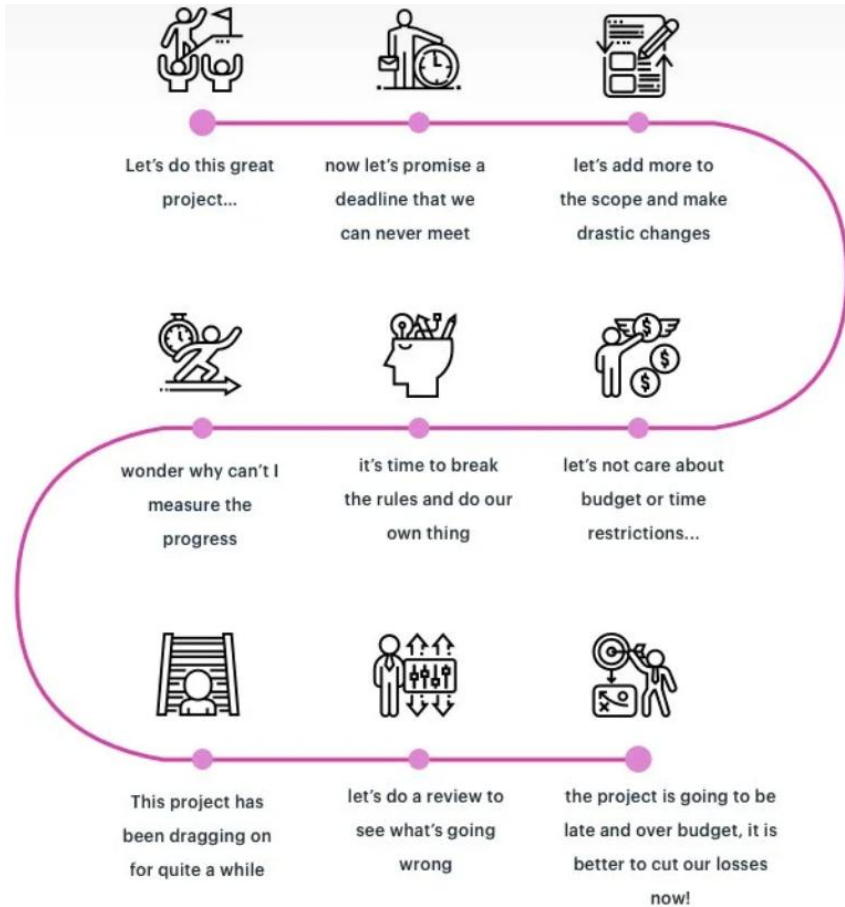 Let's do this great
project...
now let's promise a
deadline that we
can never meet
let's add more to
the scope and make
drastic changes
let's not care about
budget or time
restrictions...
it's time to break
the rules and do our
own thing
wonder why can't I
measure the
progress
This project has
been dragging on
for quite a while
let's do a review to
see what's going
wrong
the project is going to be
late and over budget, it is
better to cut our losses
now!